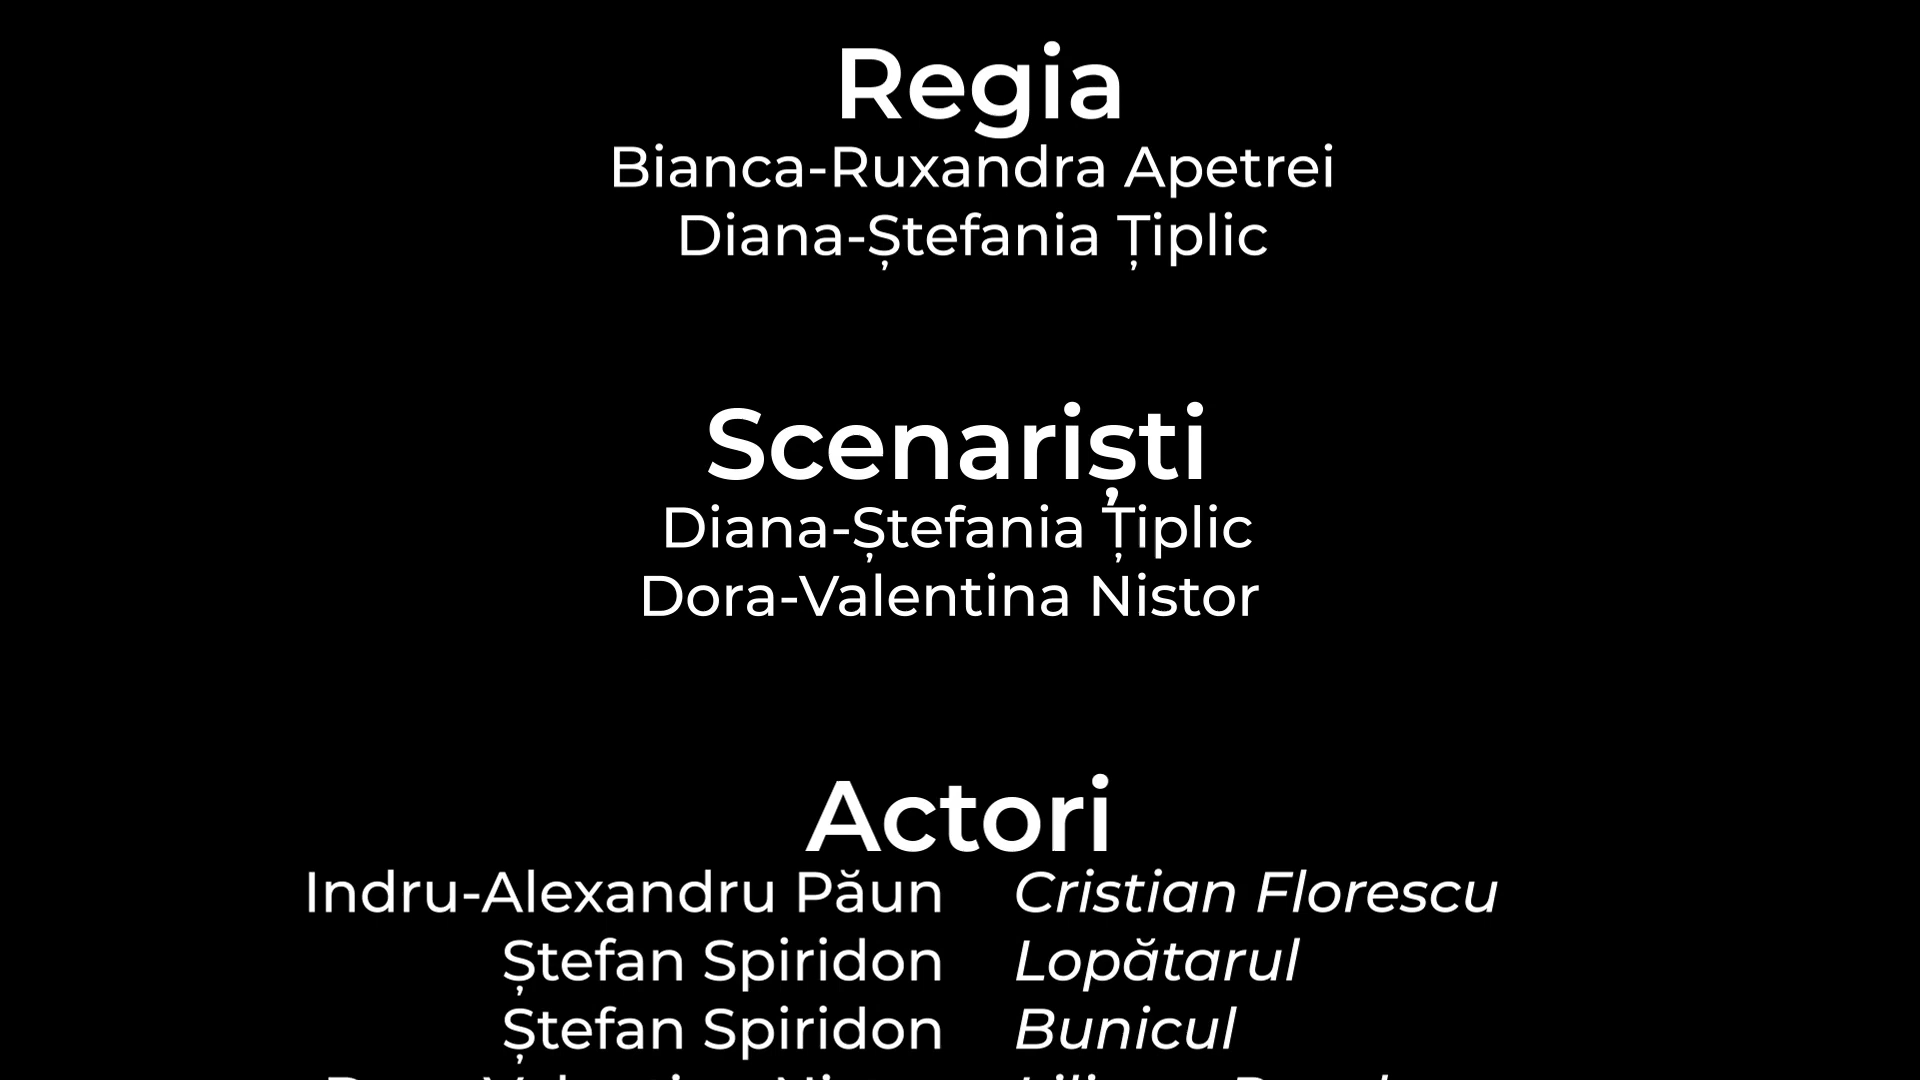 Regia
Bianca-Ruxandra Apetrei
Diana-Ștefania Țiplic
Scenariști
Diana-Ștefania Țiplic
Dora-Valentina Nistor
Actori
Indru-Alexandru Păun Cristian Florescu
Ștefan Spiridon Lopătarul
Ștefan Spiridon Bunicul